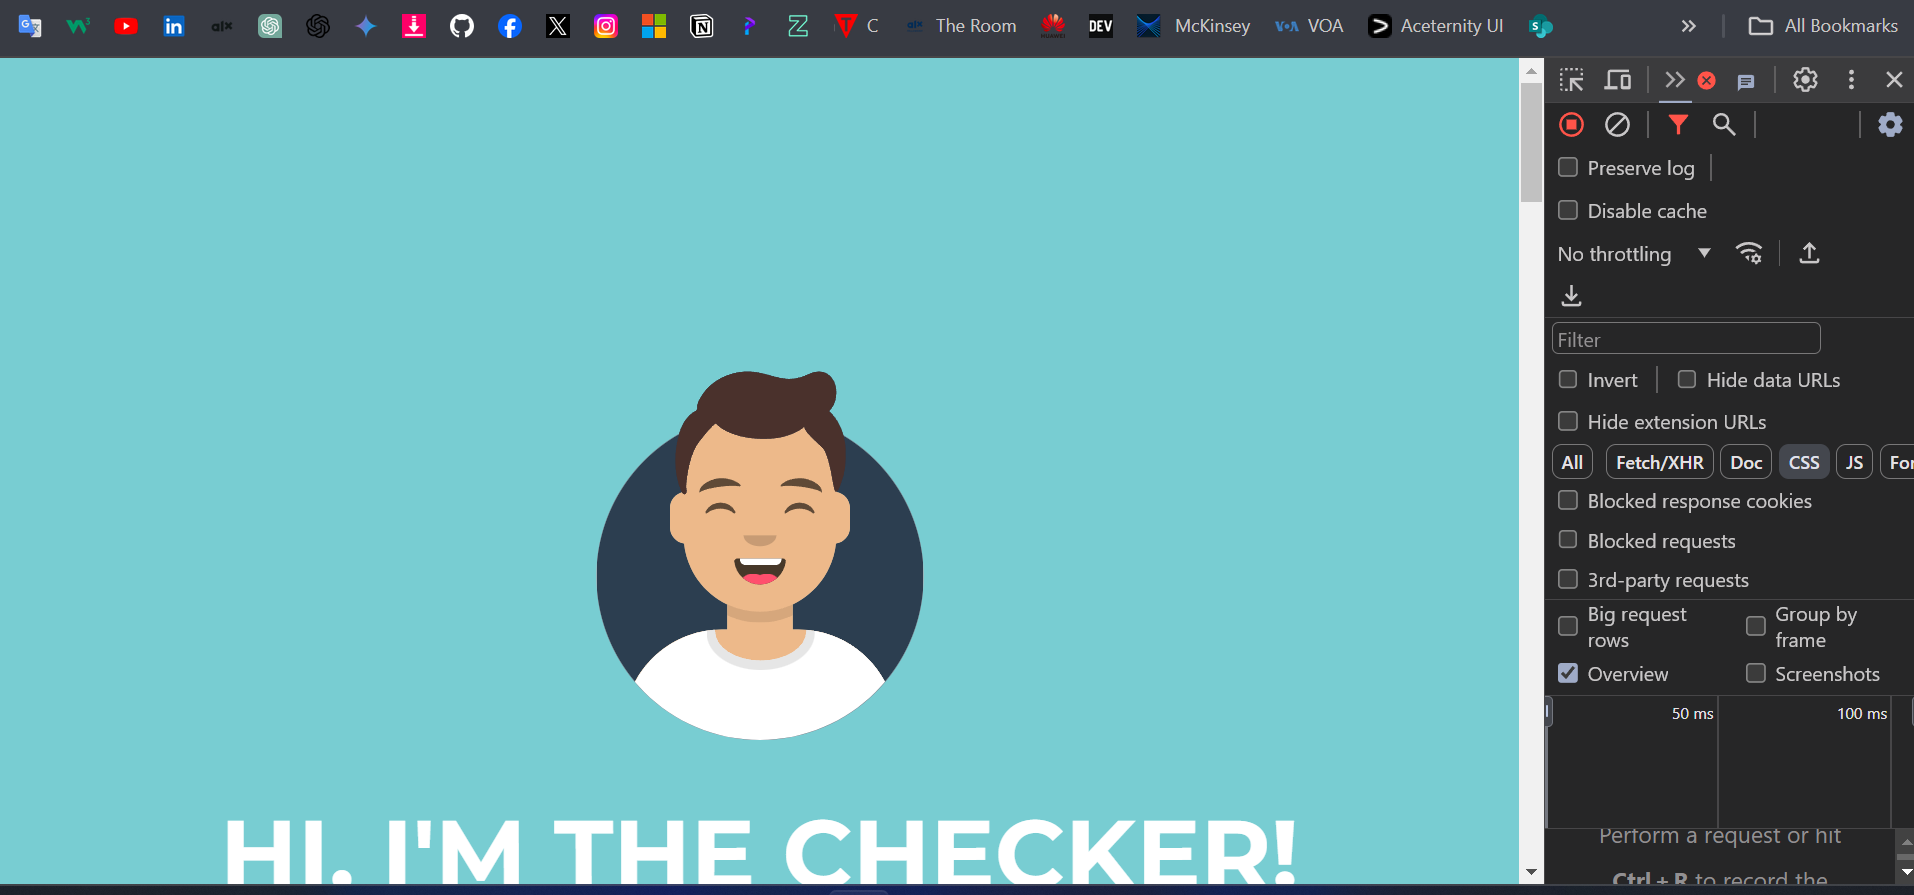 C The Room DEV McKinsey VOA VOA Aceternity UI All Bookmarks
Preserve log
Disable cache
No throttling
Filter
Invert Hide data URLs
Hide extension URLs
All Fetch/XHR Doc CSS JS For
Blocked response cookies
Blocked requests
3rd-party requests
Big request rows Group by frame
Overview Screenshots
50 ms 100 ms
Perform a request or hit
Ctrl + R to record the
HI, I'M THE CHECKER!